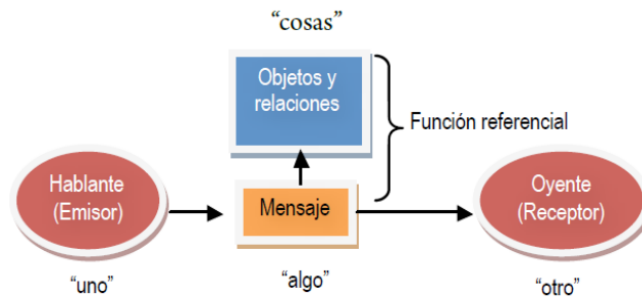 “cosas”
Objetos y
relaciones
Función referencial
Hablante
(Emisor)
Mensaje
Oyente
(Receptor)
“uno”
“algo”
“otro”